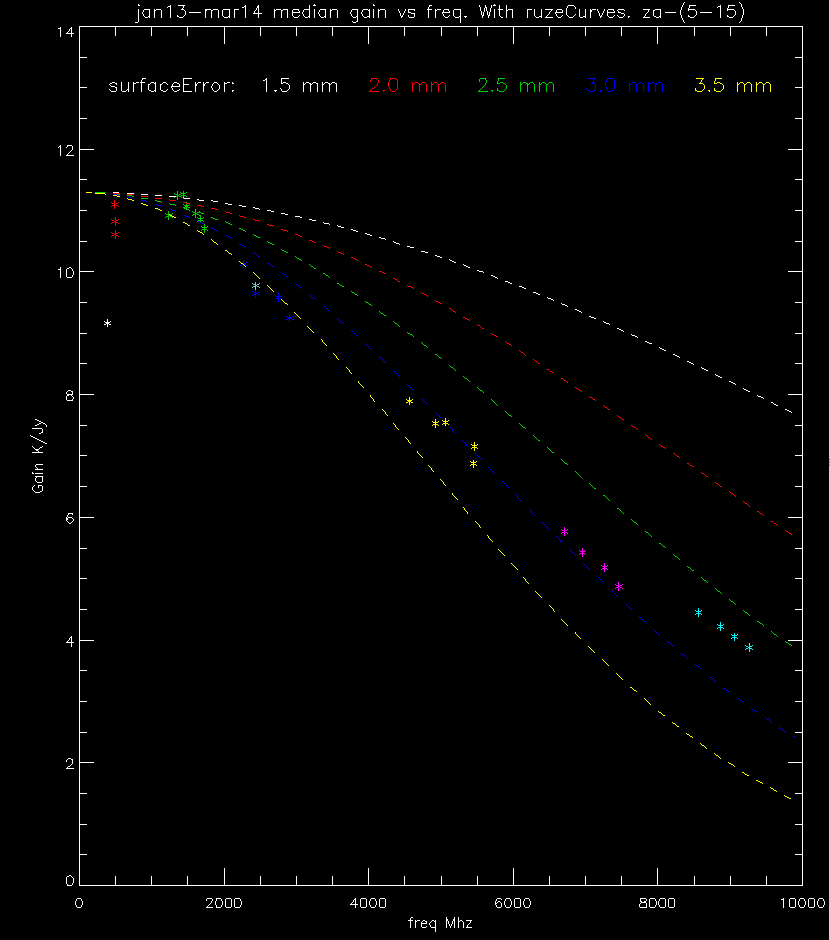 jan13-mar14 median gain vs freq. With ruzeCurves. za-(5-15)
14
surfaceError: 1.5 mm 2.0 mm 2.5 mm 3.0 mm 3.5 mm
12
10
8
Gain K/Jy
6
4
2
0
0 2000 4000 6000 8000 10000
freq Mhz